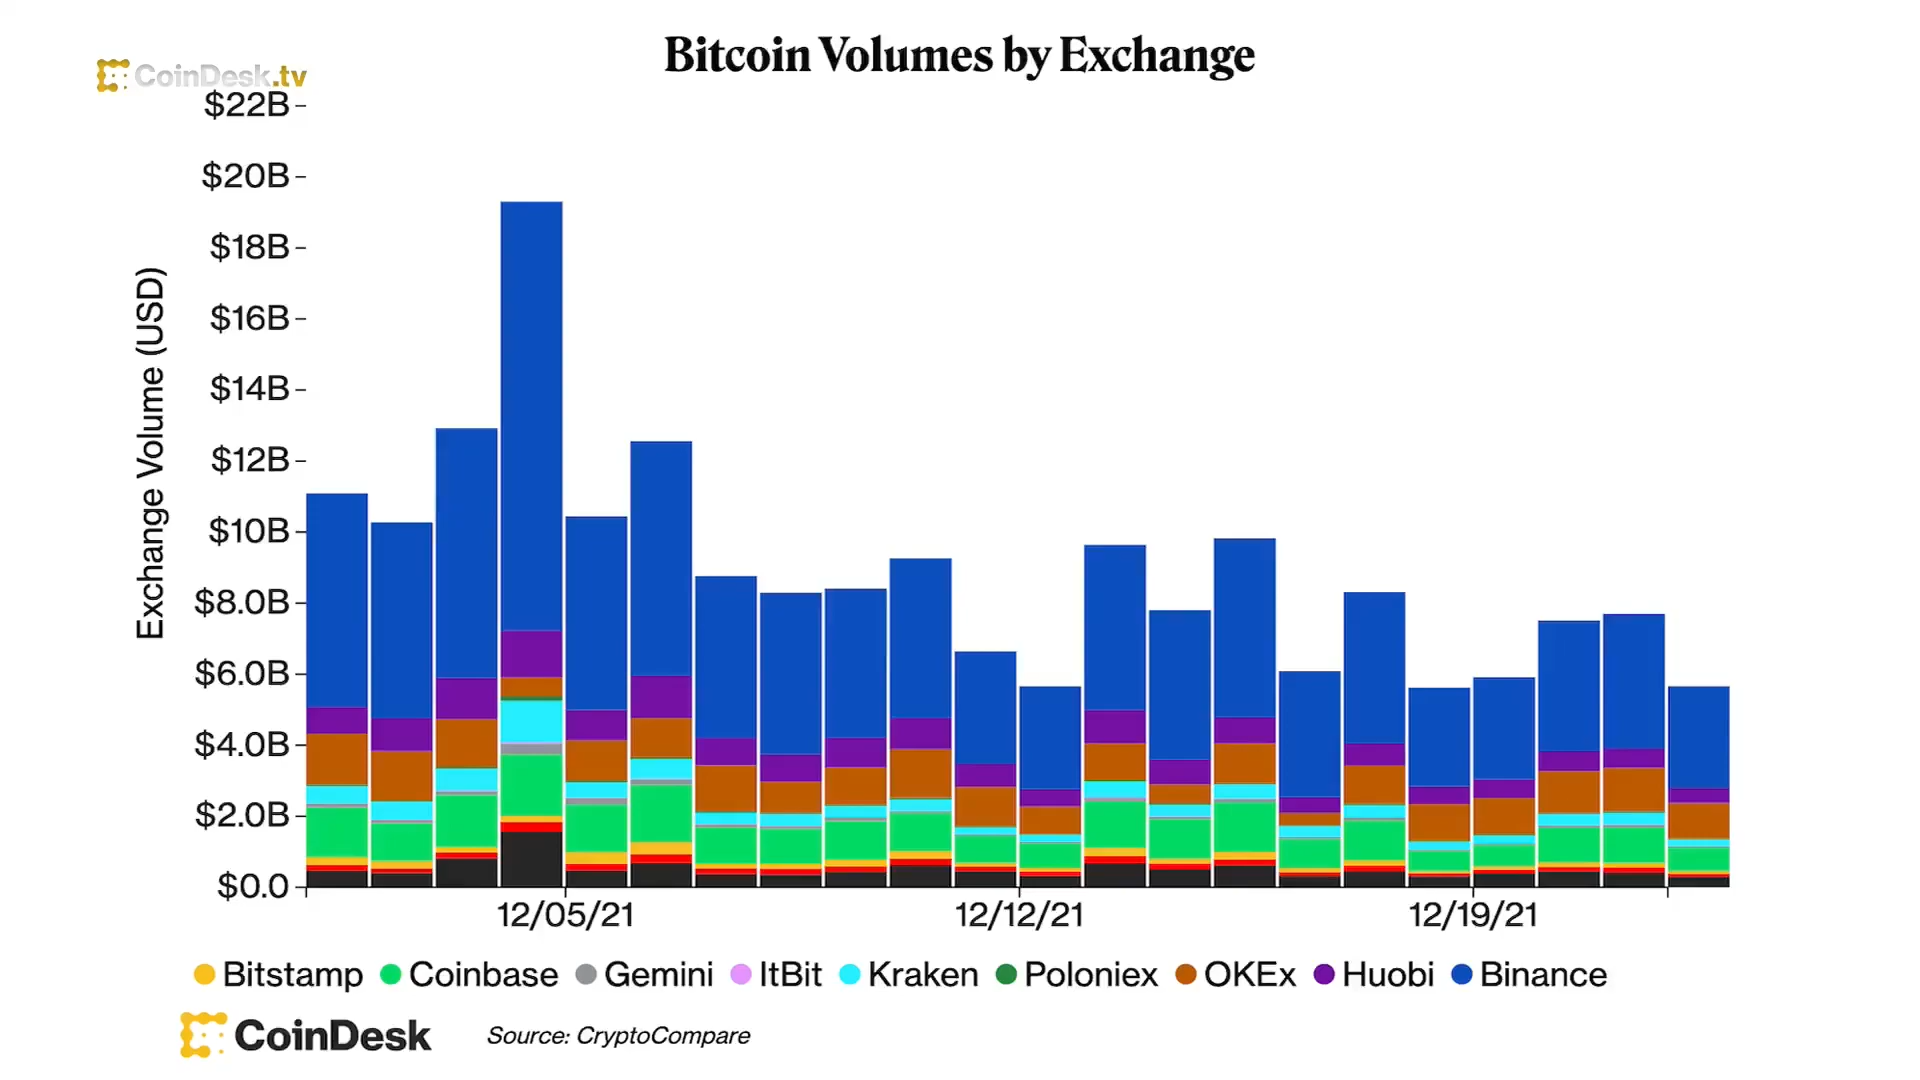 Bitcoin Volumes by Exchange
CoinDesk.tv
$22B
$20B
$18B
$16B
$14B
$12B
$10B
$8.0B
$6.0B
$4.0B
$2.0B
$0.0
Exchange Volume (USD)
12/05/21 12/12/21 12/19/21
Bitstamp Coinbase Gemini ItBit Kraken Poloniex OKEx Huobi Binance
CoinDesk Source: CryptoCompare